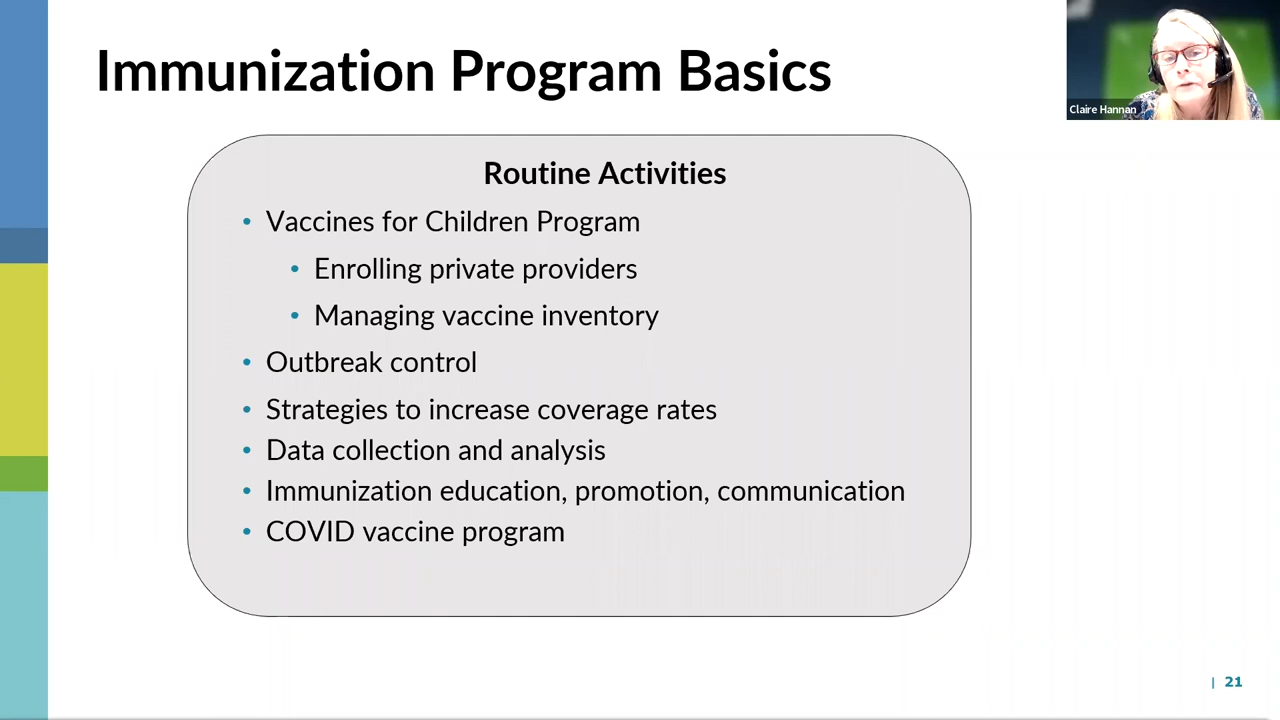 Immunization Program Basics
Claire Hannan
Routine Activities
• Vaccines for Children Program
• Enrolling private providers
• Managing vaccine inventory
• Outbreak control
• Strategies to increase coverage rates
• Data collection and analysis
• Immunization education, promotion, communication
• COVID vaccine program
| 21